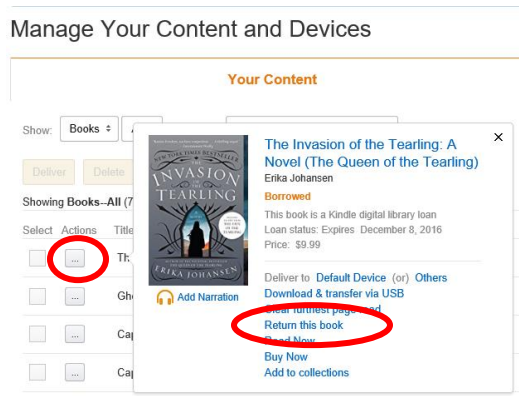 Manage Your Content and Devices
Your Content
Show: Books
Deliver Delete
Showing Books--All (7
Select Actions Title
...
...
Gh
...
Ca
...
Ca
×
NEW YORK TIMES BESTSELLER
THE
INVASION
OF THE
TEARLING
ERIKA JOHANSEN
Add Narration
The Invasion of the Tearling: A
Novel (The Queen of the Tearling)
Erika Johansen
Borrowed
This book is a Kindle digital library loan
Loan status: Expires December 8, 2016
Price: $9.99
Deliver to Default Device (or) Others
Download & transfer via USB
Clear furthest page read
Return this book
Read Now
Buy Now
Add to collections